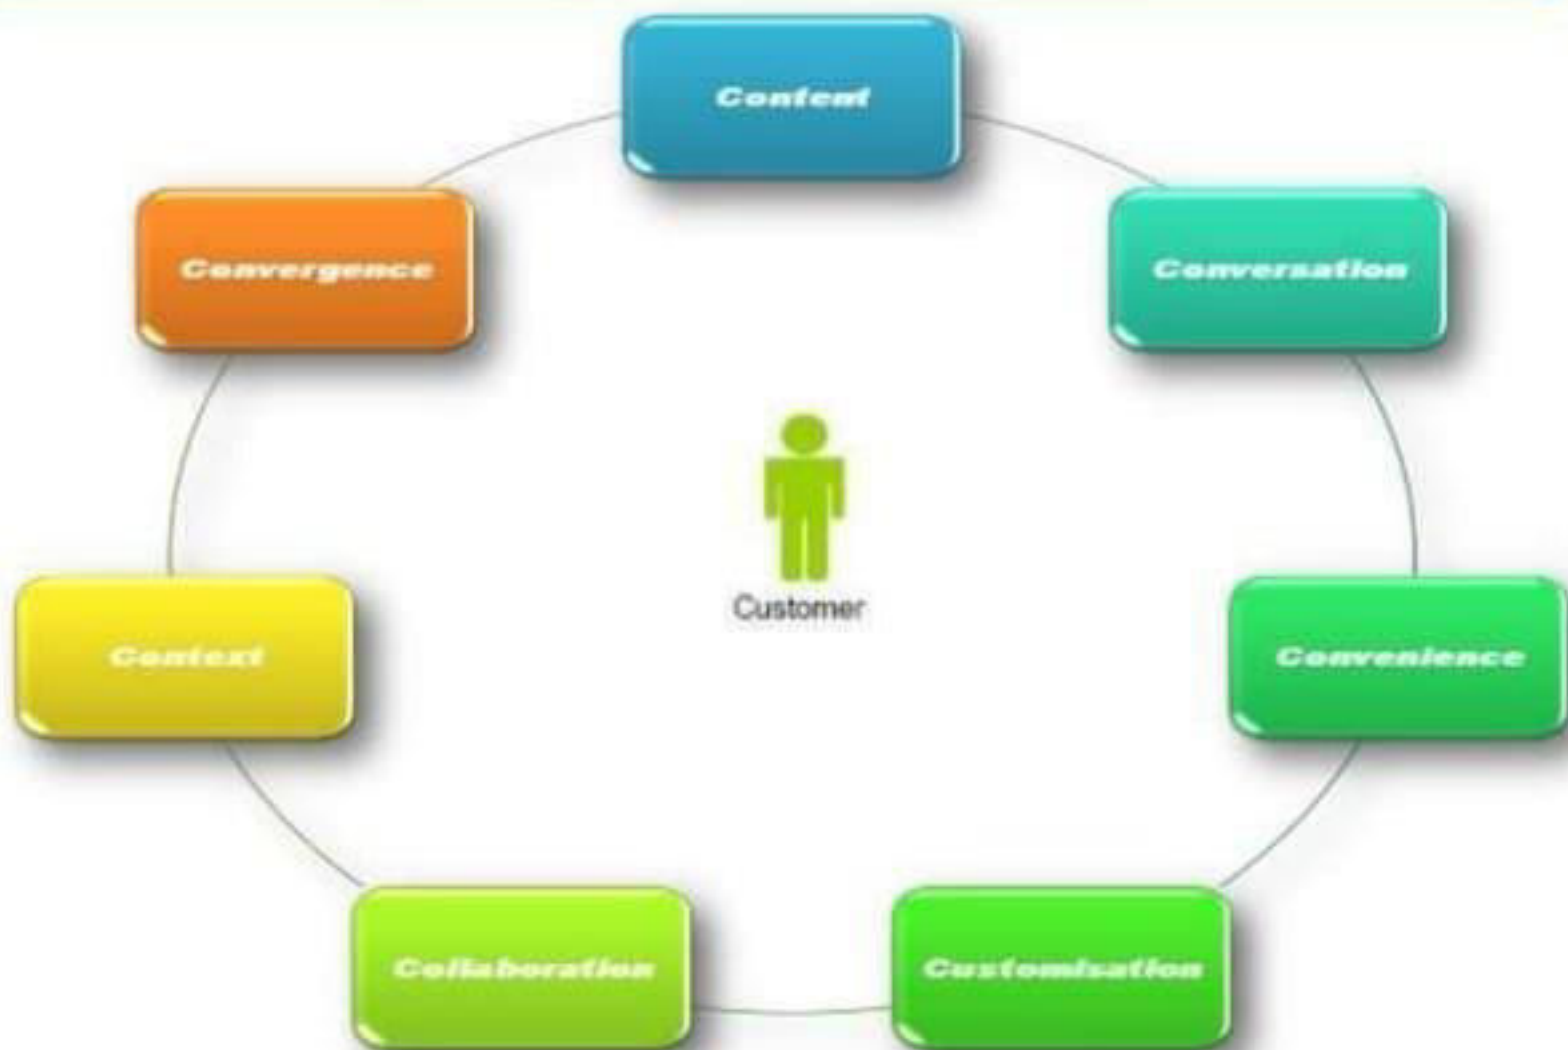 Content
Conversation
Convenience
Customisation
Collaboration
Context
Convergence
Customer